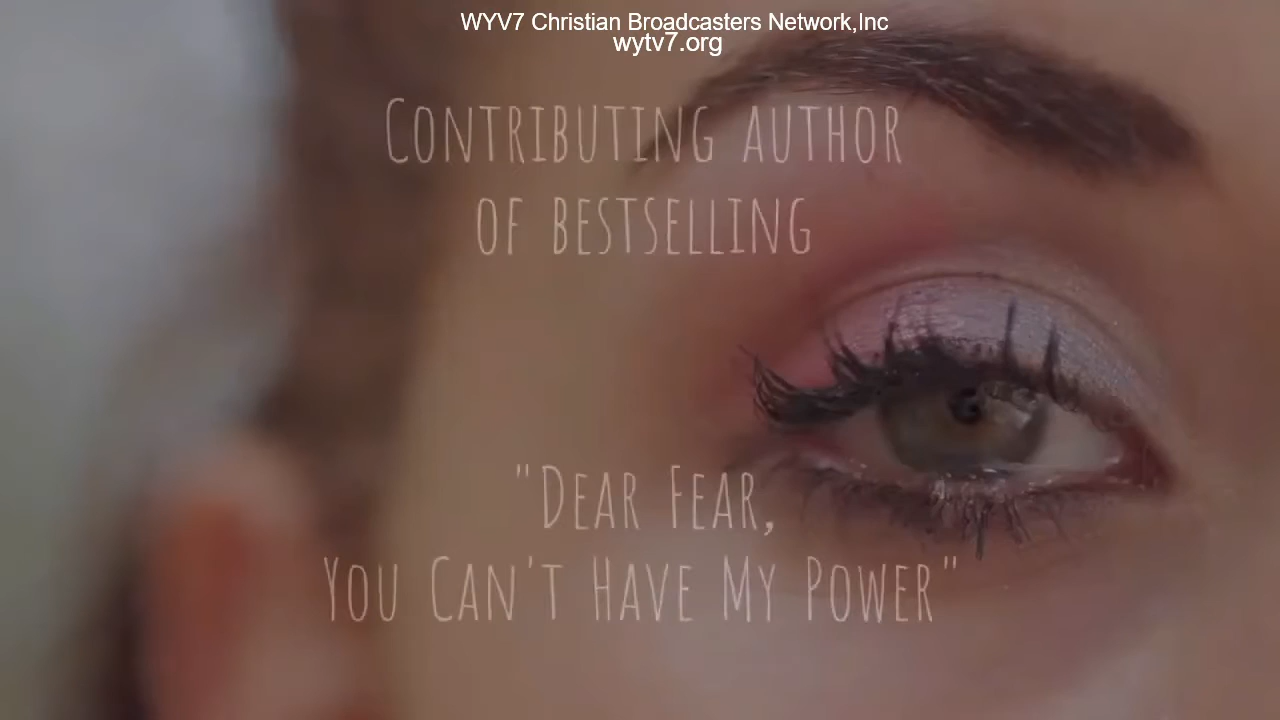 WYV7 Christian Broadcasters Network,Inc
wytv7.org
Contributing author
of bestselling
"Dear Fear,
You Can't Have My Power"